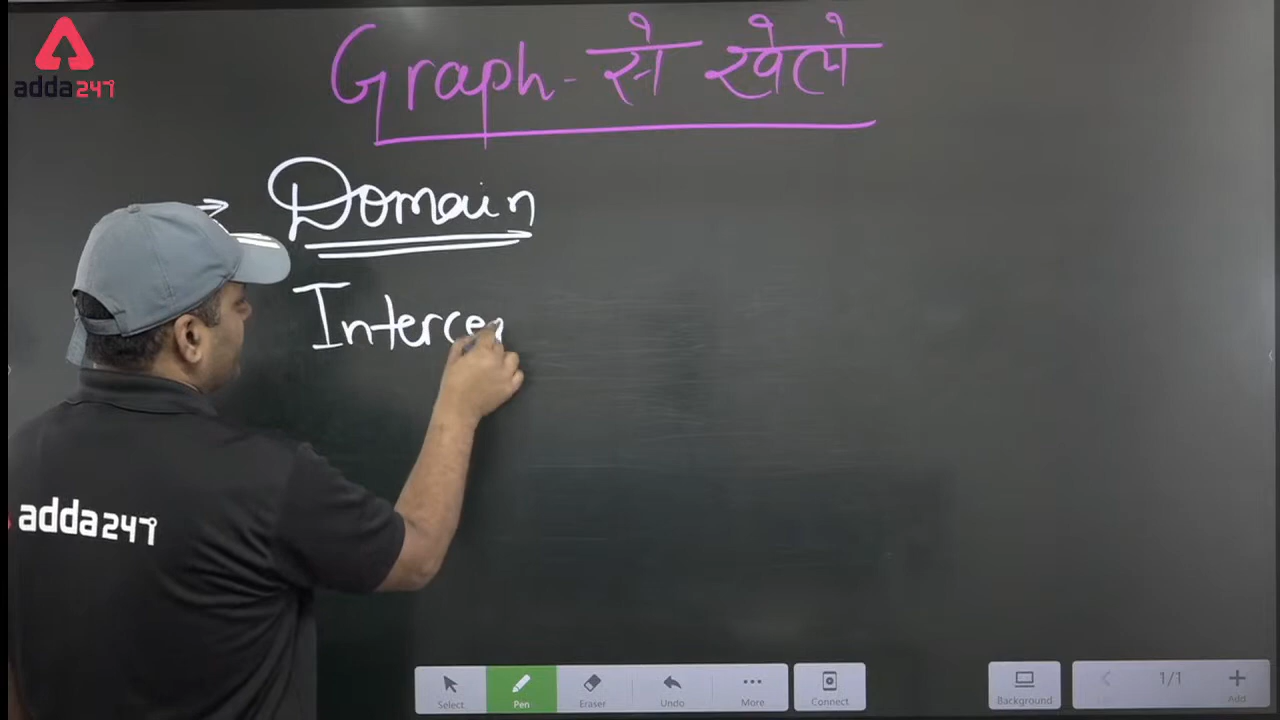 adda247
Graph - से खेलो
→ Domain
Interce
adda247
Select
Pen
Eraser
Undo
More
Connect
Background
1/1
Add